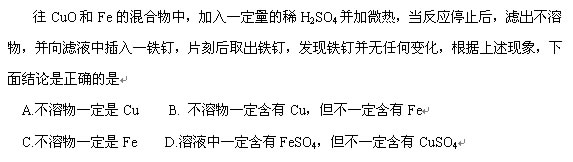 往 CuO 和 Fe 的混合物中，加入一定量的稀 H₂SO₄ 并加微热，当反应停止后，滤出不溶
物，并向滤液中插入一铁钉，片刻后取出铁钉，发现铁钉并无任何变化，根据上述现象，下
面结论是正确的是↵
A.不溶物一定是 Cu B. 不溶物一定含有 Cu，但不一定含有 Fe↵
C.不溶物一定是 Fe D.溶液中一定含有 FeSO₄，但不一定含有 CuSO₄↵